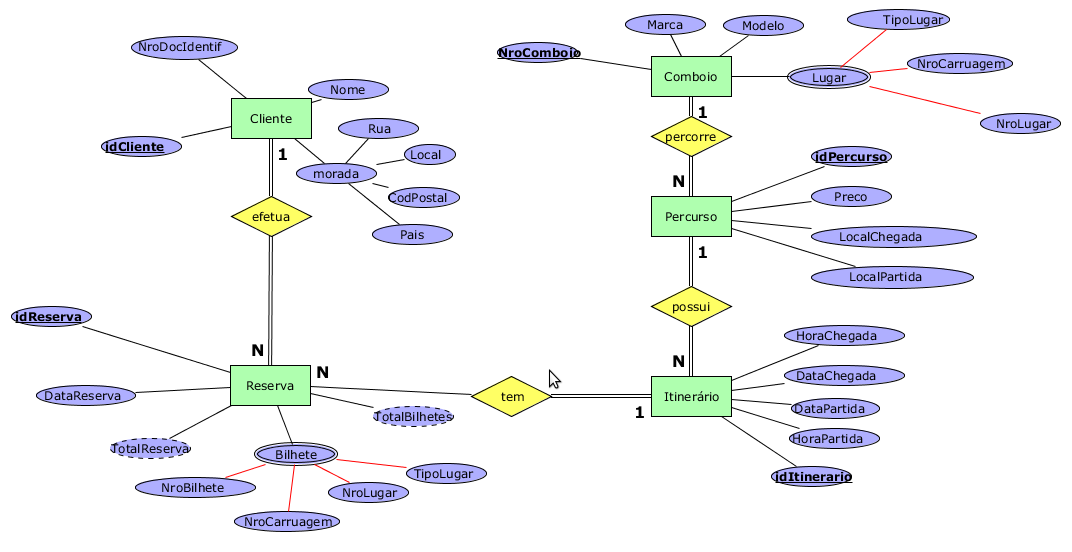 Marca
TipoLugar
Modelo
NroDocIdentif
NroComboio
NroCarruagem
Comboio
Lugar
Nome
1
Cliente
NroLugar
Rua
percorre
idCliente
1
Local
idPercurso
morada
N
CodPostal
Preco
efetua
Percurso
Pais
LocalChegada
1
LocalPartida
possui
idReserva
HoraChegada
N
N
N
DataChegada
Reserva
DataReserva
tem
Itinerário
1
DataPartida
TotalBilhetes
HoraPartida
TotalReserva
Bilhete
TipoLugar
idItinerario
NroBilhete
NroLugar
NroCarruagem